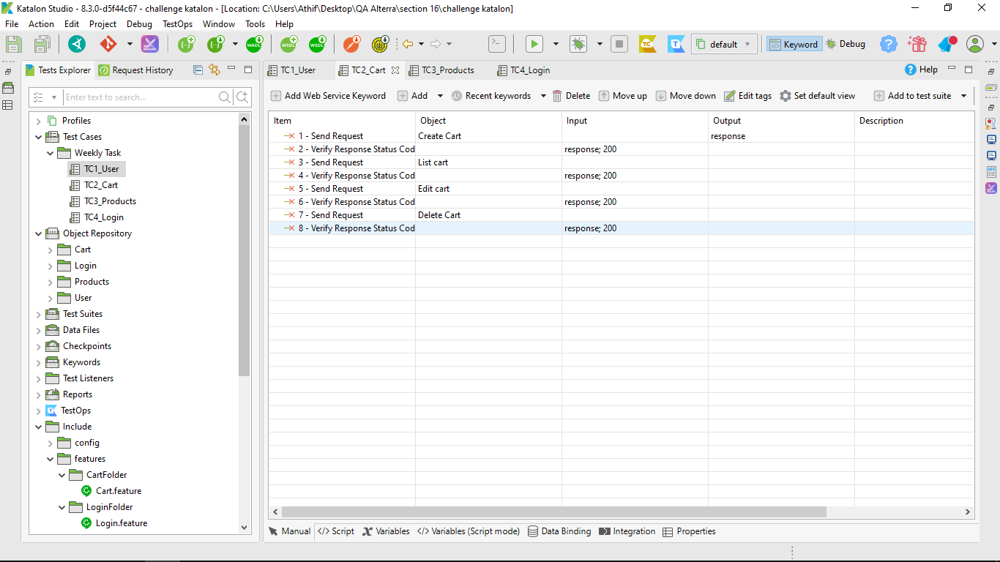 Katalon Studio - 8.3.0-d5f44c67 - challenge katalon - [Location: C:\Users\Athif\Desktop\QA Alterra\section 16\challenge katalon]
File Action Edit Project Debug TestOps Window Tools Help
WADL WSDL WSDL TC default Keyword Debug
Tests Explorer Request History
Enter text to search...
Profiles
Test Cases
Weekly Task
TC1_User
TC2_Cart
TC3_Products
TC4_Login
Object Repository
Cart
Login
Products
User
Test Suites
Data Files
Checkpoints
Keywords
Test Listeners
Reports
TestOps
Include
config
features
CartFolder
Cart.feature
LoginFolder
Login.feature
TC1_User TC2_Cart TC3_Products TC4_Login Help
Add Web Service Keyword Add Recent keywords Delete Move up Move down Edit tags Set default view Add to test suite
Item Object Input Output Description
1 - Send Request Create Cart response
2 - Verify Response Status Cod response; 200
3 - Send Request List cart
4 - Verify Response Status Cod response; 200
5 - Send Request Edit cart
6 - Verify Response Status Cod response; 200
7 - Send Request Delete Cart
8 - Verify Response Status Cod response; 200
Manual Script Variables Variables (Script mode) Data Binding Integration Properties
LOG